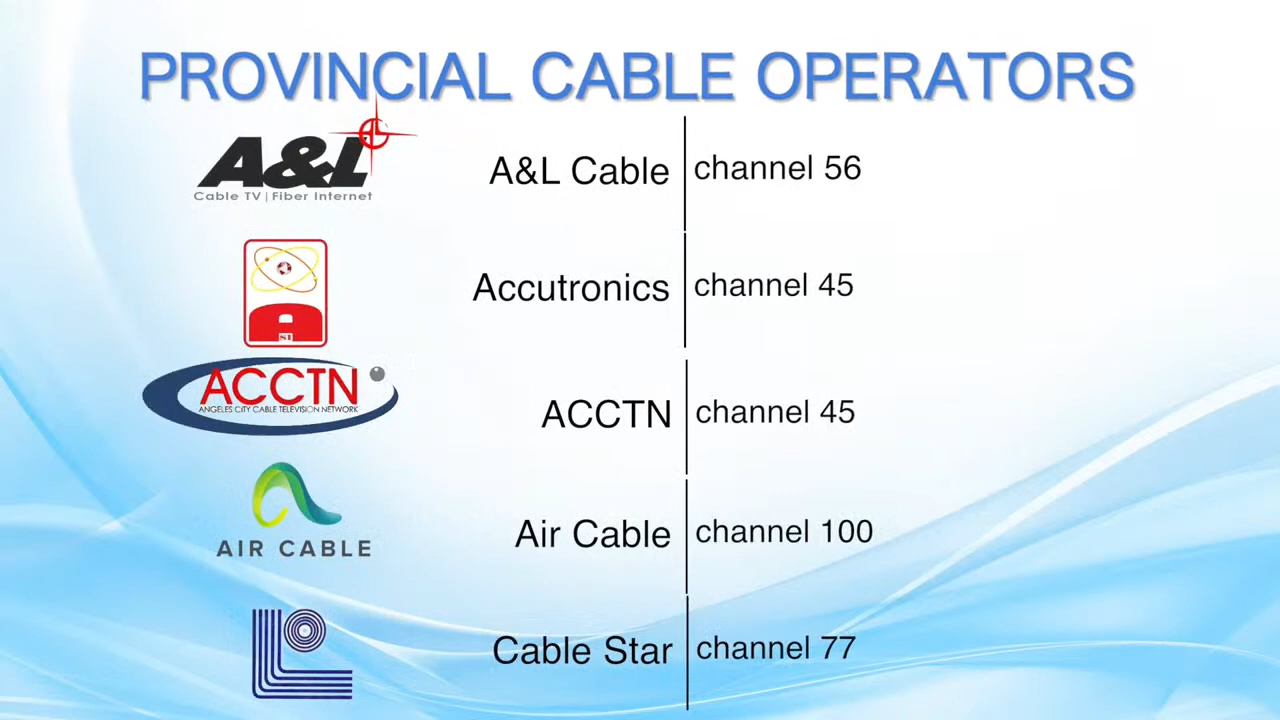 PROVINCIAL CABLE OPERATORS
A&L
Cable TV | Fiber Internet
A&L Cable
channel 56
A
SI
Accutronics
channel 45
ACCTN
ANGELES CITY CABLE TELEVISION NETWORK
ACCTN
channel 45
AIR CABLE
Air Cable
channel 100
Cable Star
channel 77